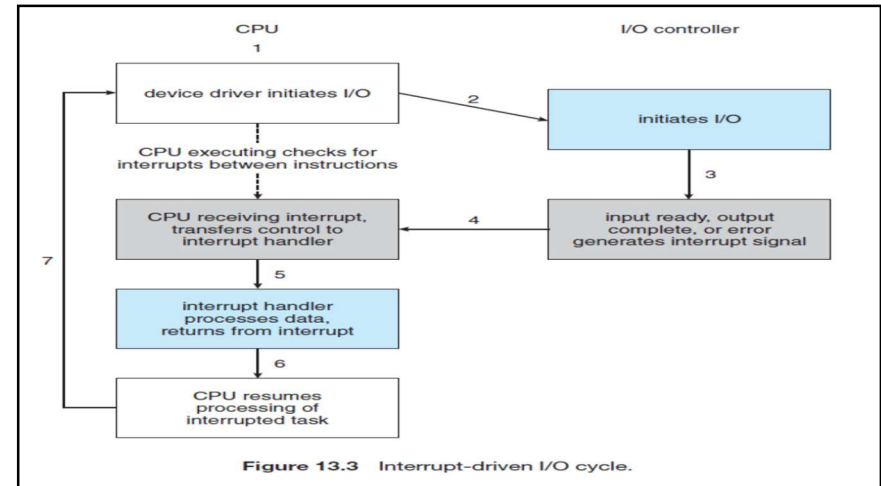 CPU
I/O controller
1
device driver initiates I/O
2
initiates I/O
CPU executing checks for
interrupts between instructions
3
CPU receiving interrupt,
transfers control to
interrupt handler
4
input ready, output
complete, or error
generates interrupt signal
7
5
interrupt handler
processes data,
returns from interrupt
6
CPU resumes
processing of
interrupted task
Figure 13.3 Interrupt-driven I/O cycle.